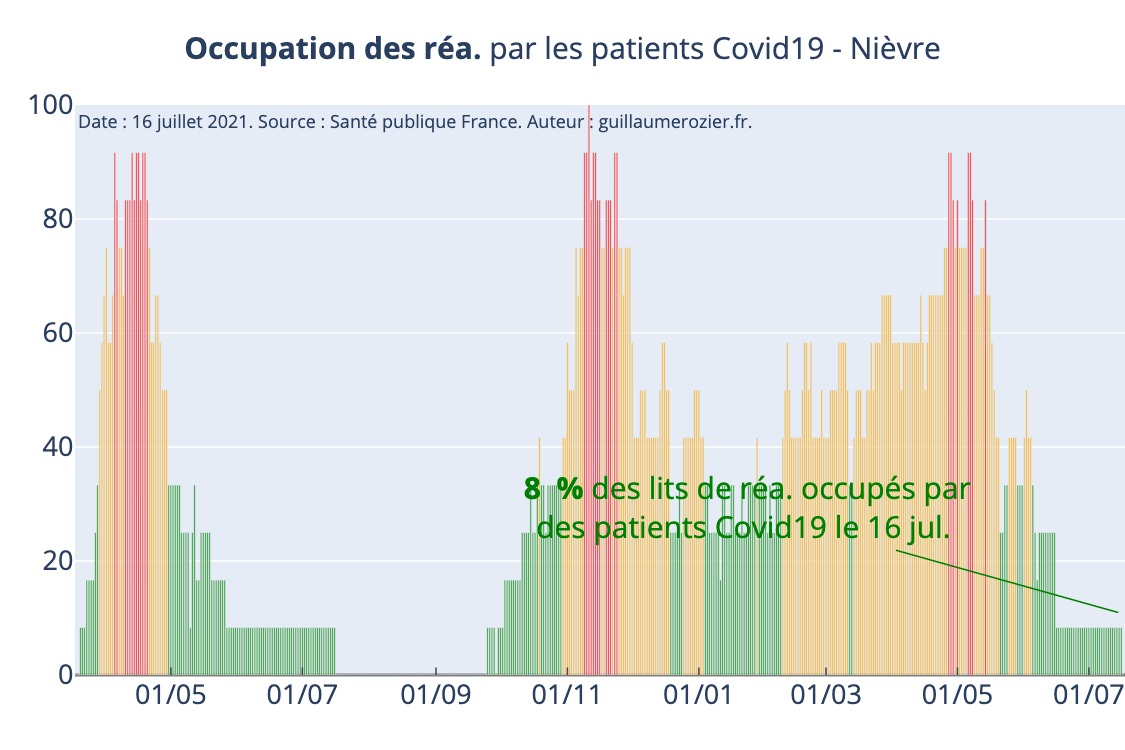 Occupation des réa. par les patients Covid19 - Nièvre
100
Date : 16 juillet 2021. Source : Santé publique France. Auteur : guillaumerozier.fr.
80
60
40
8 % des lits de réa. occupés par
des patients Covid19 le 16 jul.
20
0
01/05 01/07 01/09 01/11 01/01 01/03 01/05 01/07